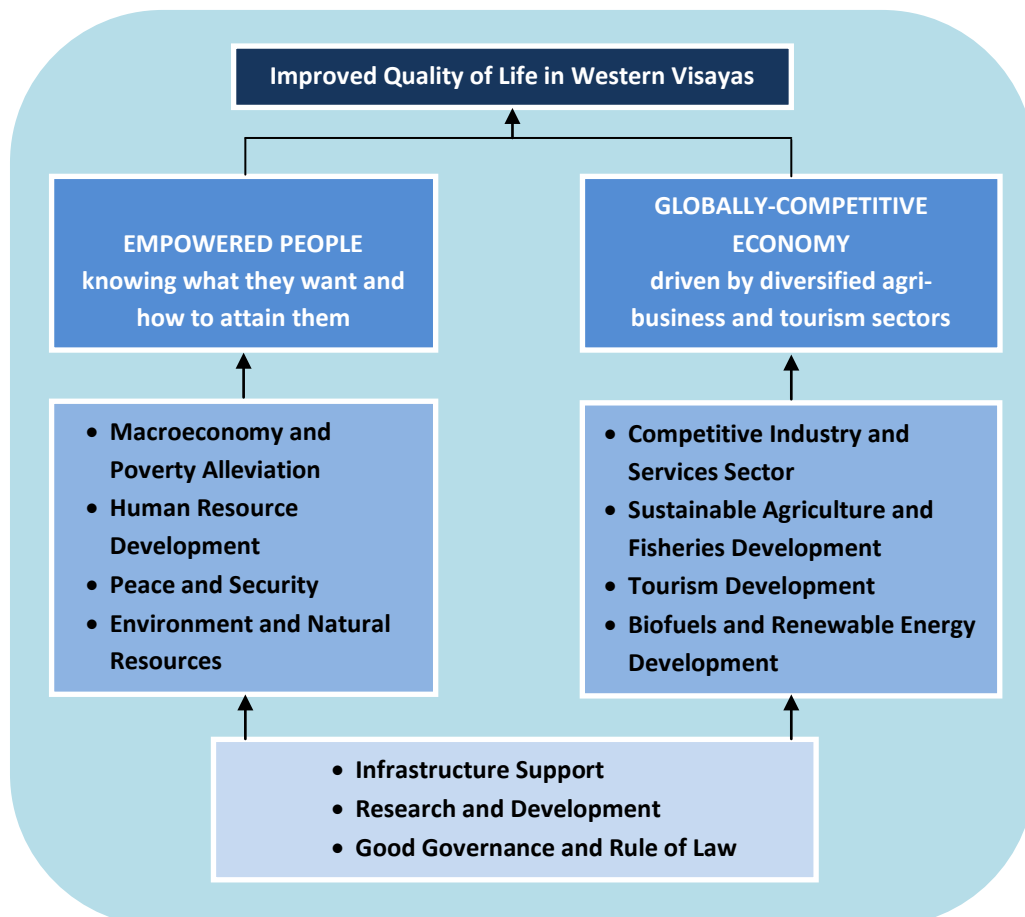 Improved Quality of Life in Western Visayas
EMPOWERED PEOPLE
knowing what they want and
how to attain them
GLOBALLY-COMPETITIVE
ECONOMY
driven by diversified agri-
business and tourism sectors
• Macroeconomy and
Poverty Alleviation
• Human Resource
Development
• Peace and Security
• Environment and Natural
Resources
• Competitive Industry and
Services Sector
• Sustainable Agriculture and
Fisheries Development
• Tourism Development
• Biofuels and Renewable Energy
Development
• Infrastructure Support
• Research and Development
• Good Governance and Rule of Law